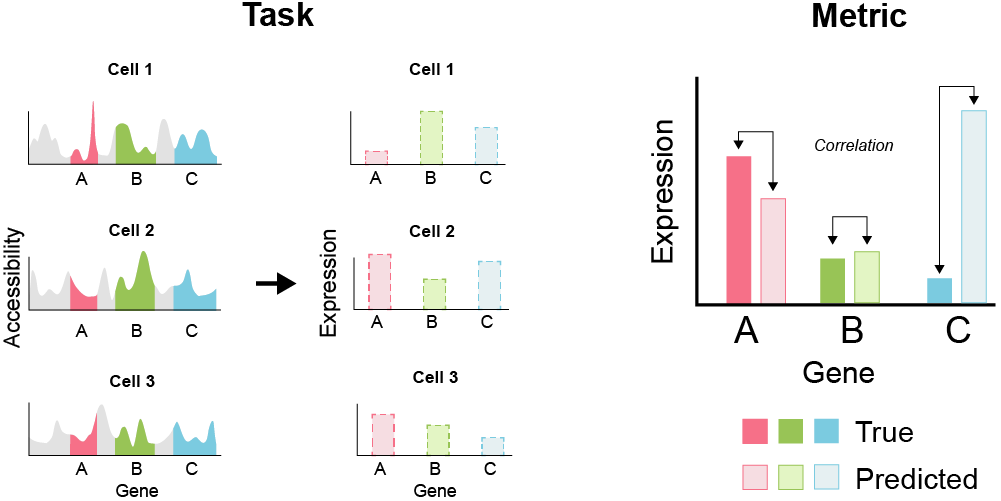 Task
Metric
Cell 1
A B C
Cell 1
A B C
Cell 2
A B C
Cell 2
A B C
Cell 3
A B C
Gene
Cell 3
A B C
Gene
Accessibility
Expression
Expression
Correlation
A B C
Gene
True
Predicted